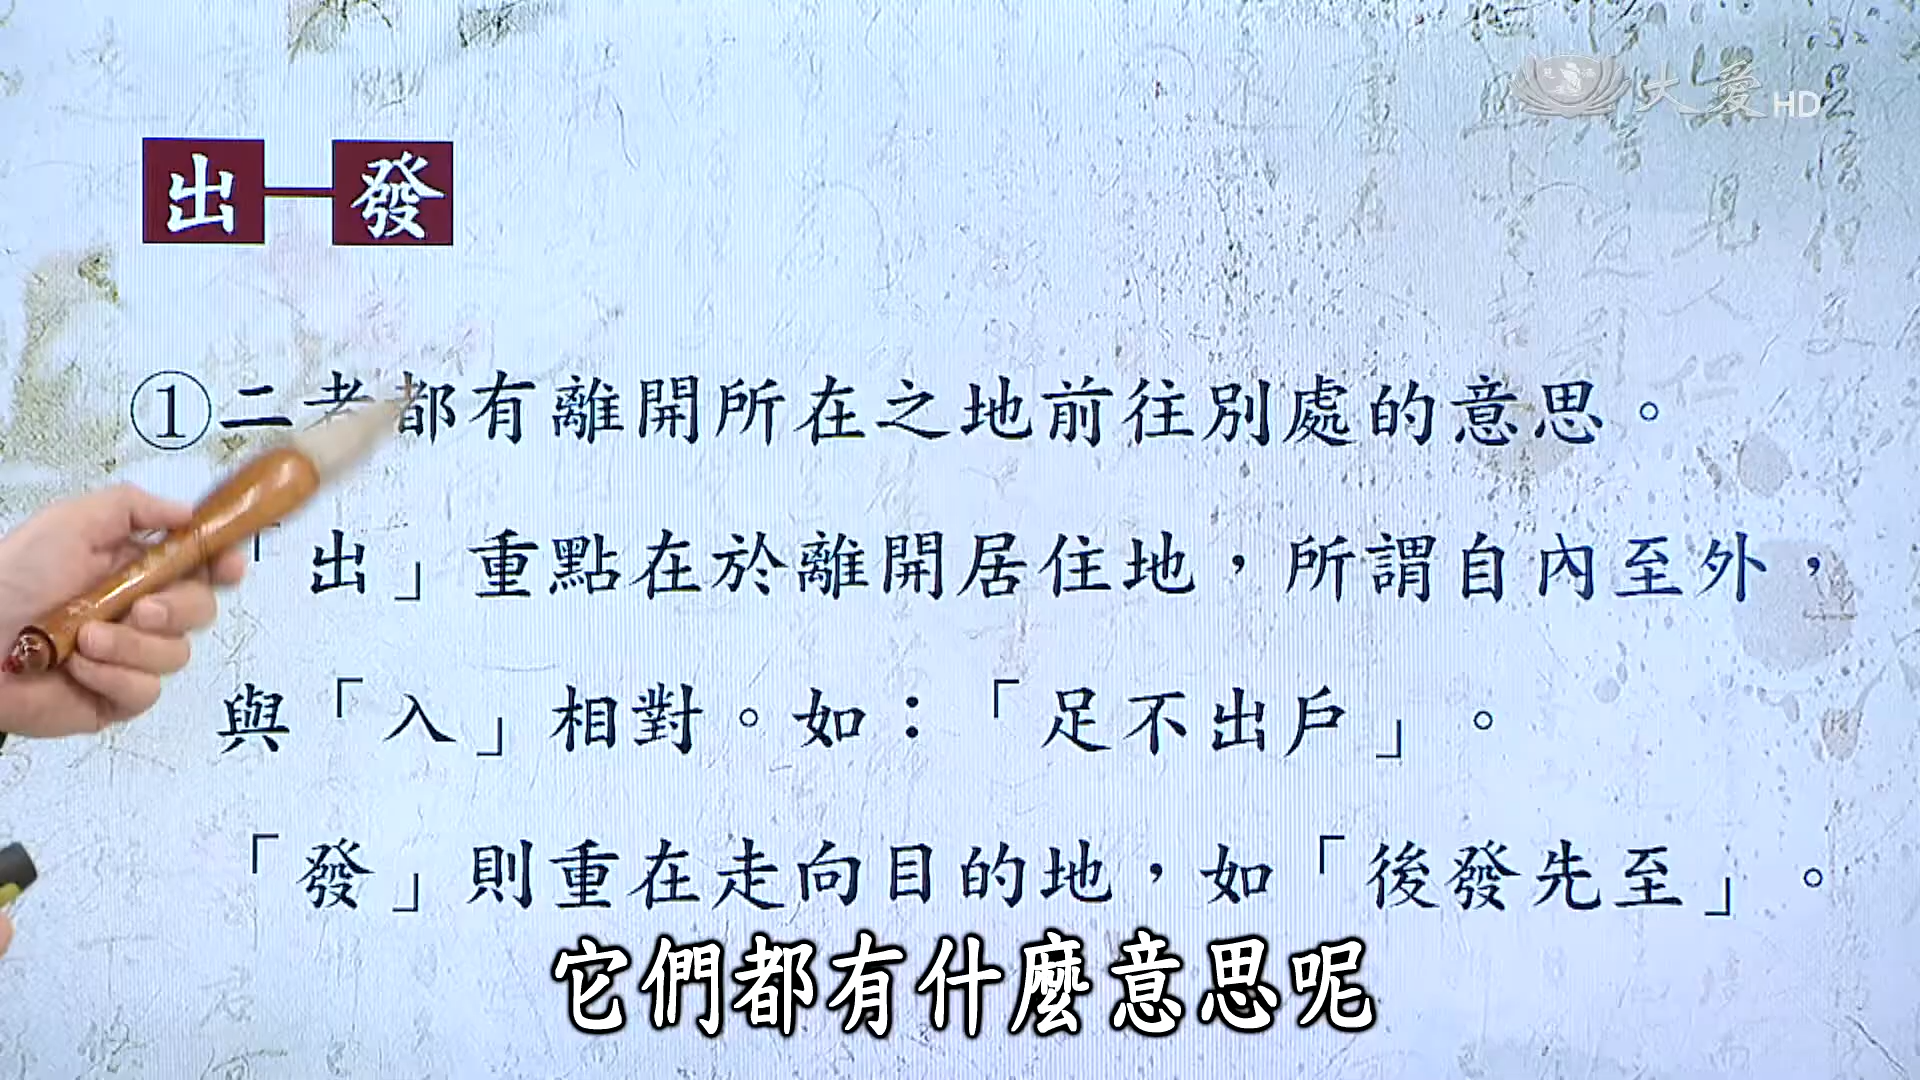 大愛HD
出 發
①二者都有離開所在之地前往別處的意思。
「出」重點在於離開居住地，所謂自內至外，
與「入」相對。如：「足不出戶」。
「發」則重在走向目的地，如「後發先至」。
它們都有什麼意思呢